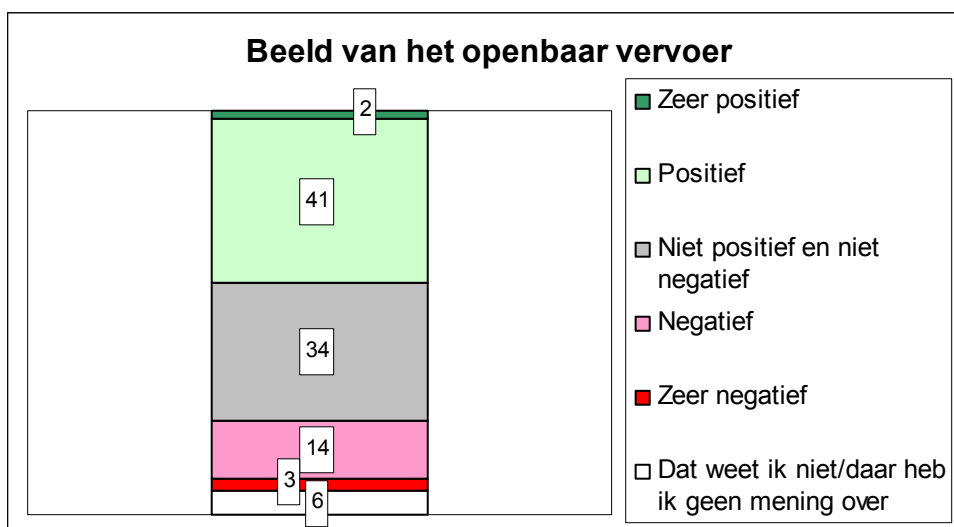 Beeld van het openbaar vervoer
2
41
34
14
3
6
Zeer positief
Positief
Niet positief en niet
negatief
Negatief
Zeer negatief
Dat weet ik niet/daar heb
ik geen mening over